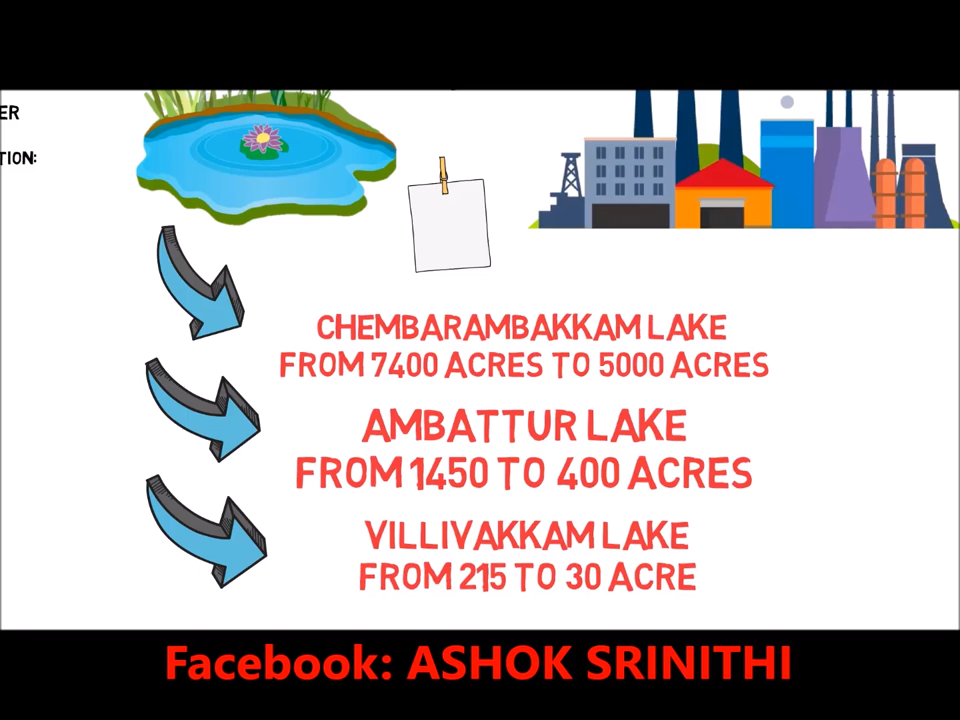 ER
TION:
CHEMBARAMBAKKAM LAKE
FROM 7400 ACRES TO 5000 ACRES
AMBATTUR LAKE
FROM 1450 TO 400 ACRES
VILLIVAKKAM LAKE
FROM 215 TO 30 ACRE
Facebook: ASHOK SRINITHI